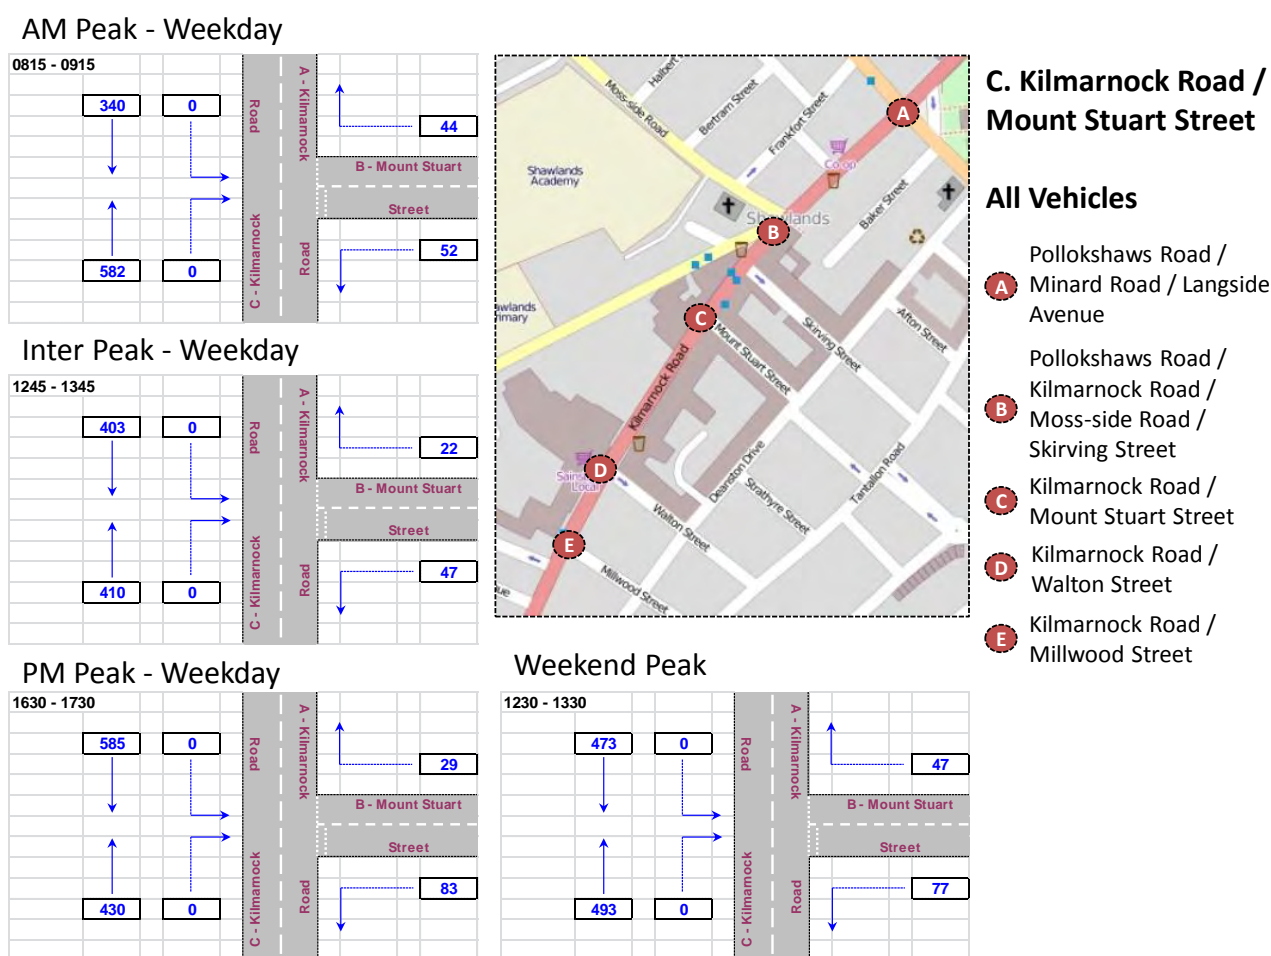 AM Peak - Weekday
0815 - 0915
340
0
44
582
0
52
A - Kilmarnock
Road
B - Mount Stuart
Street
C - Kilmarnock
Road
Inter Peak - Weekday
1245 - 1345
403
0
22
410
0
47
A - Kilmarnock
Road
B - Mount Stuart
Street
C - Kilmarnock
Road
PM Peak - Weekday
1630 - 1730
585
0
29
430
0
83
A - Kilmarnock
Road
B - Mount Stuart
Street
C - Kilmarnock
Road
Weekend Peak
1230 - 1330
473
0
47
493
0
77
A - Kilmarnock
Road
B - Mount Stuart
Street
C - Kilmarnock
Road
Moss-side Road
Halbert
Bertram Street
Frankfort Street
Co-op
Shawlands
Academy
Baker Street
Shawlands
A
B
C
D
E
Skirving Street
Afton Street
Mount Stuart Street
Kilmarnock Road
Deanston Drive
Strathyre Street
Tantallon Road
Local
Walton Street
Millwood Street
C. Kilmarnock Road /
Mount Stuart Street
All Vehicles
A
Pollokshaws Road /
Minard Road / Langside
Avenue
B
Pollokshaws Road /
Kilmarnock Road /
Moss-side Road /
Skirving Street
C
Kilmarnock Road /
Mount Stuart Street
D
Kilmarnock Road /
Walton Street
E
Kilmarnock Road /
Millwood Street